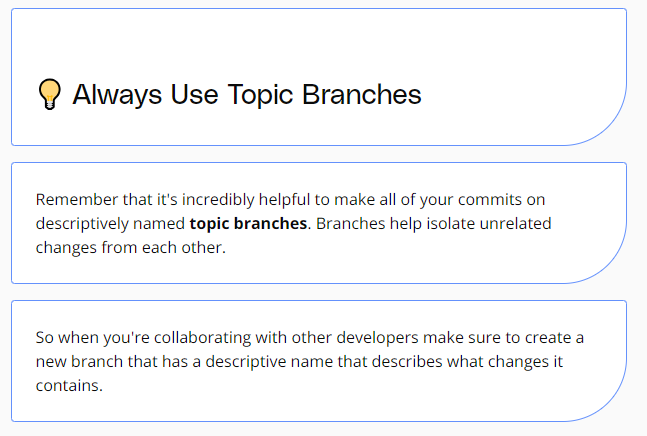 Always Use Topic Branches
Remember that it's incredibly helpful to make all of your commits on
descriptively named topic branches. Branches help isolate unrelated
changes from each other.
So when you're collaborating with other developers make sure to create a
new branch that has a descriptive name that describes what changes it
contains.